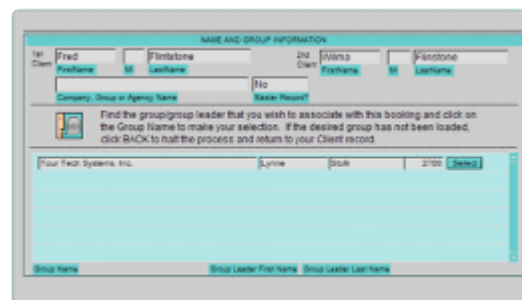 NAME AND GROUP INFORMATION
1st Client Fred Flintstone 2nd Client Wilma Flinstone
FirstName MI LastName FirstName MI LastName
No
Company, Group or Agency Name Master Record?
Find the group/group leader that you wish to associate with this booking and click on
the Group Name to make your selection. If the desired group has not been loaded,
click BACK to halt the process and return to your Client record.
Tour Tech Systems, Inc. Lynne 2700 Select
Group Name Group Leader First Name Group Leader Last Name